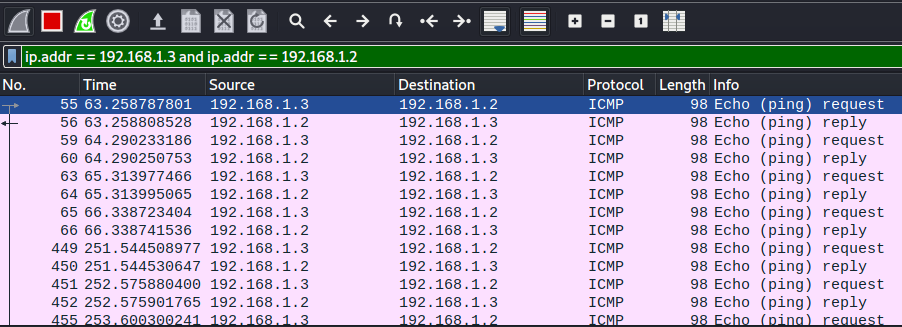 ip.addr == 192.168.1.3 and ip.addr == 192.168.1.2
No. Time Source Destination Protocol Length Info
55 63.258787801 192.168.1.3 192.168.1.2 ICMP 98 Echo (ping) request
56 63.258808528 192.168.1.2 192.168.1.3 ICMP 98 Echo (ping) reply
59 64.290233186 192.168.1.3 192.168.1.2 ICMP 98 Echo (ping) request
60 64.290250753 192.168.1.2 192.168.1.3 ICMP 98 Echo (ping) reply
63 65.313977466 192.168.1.3 192.168.1.2 ICMP 98 Echo (ping) request
64 65.313995065 192.168.1.2 192.168.1.3 ICMP 98 Echo (ping) reply
65 66.338723404 192.168.1.3 192.168.1.2 ICMP 98 Echo (ping) request
66 66.338741536 192.168.1.2 192.168.1.3 ICMP 98 Echo (ping) reply
449 251.544508977 192.168.1.3 192.168.1.2 ICMP 98 Echo (ping) request
450 251.544530647 192.168.1.2 192.168.1.3 ICMP 98 Echo (ping) reply
451 252.575880400 192.168.1.3 192.168.1.2 ICMP 98 Echo (ping) request
452 252.575901765 192.168.1.2 192.168.1.3 ICMP 98 Echo (ping) reply
455 253.600300241 192.168.1.3 192.168.1.2 ICMP 98 Echo (ping) request